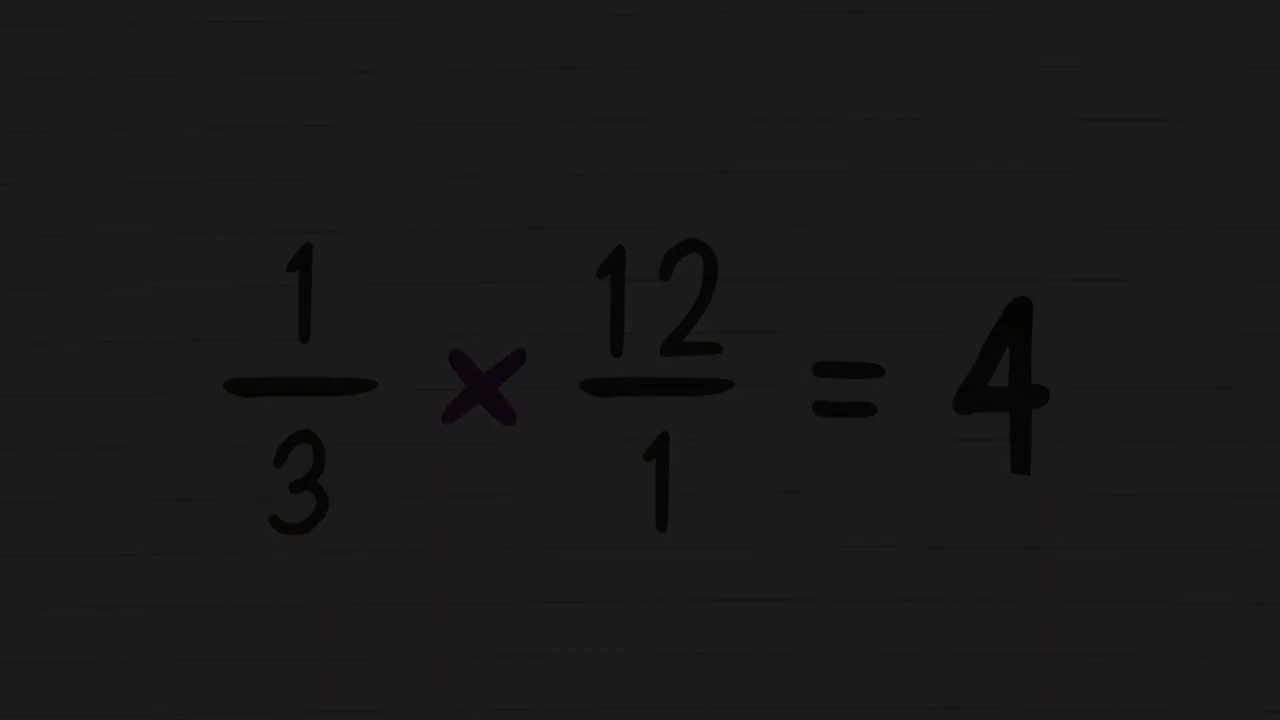 1/3 × 12/1 = 4